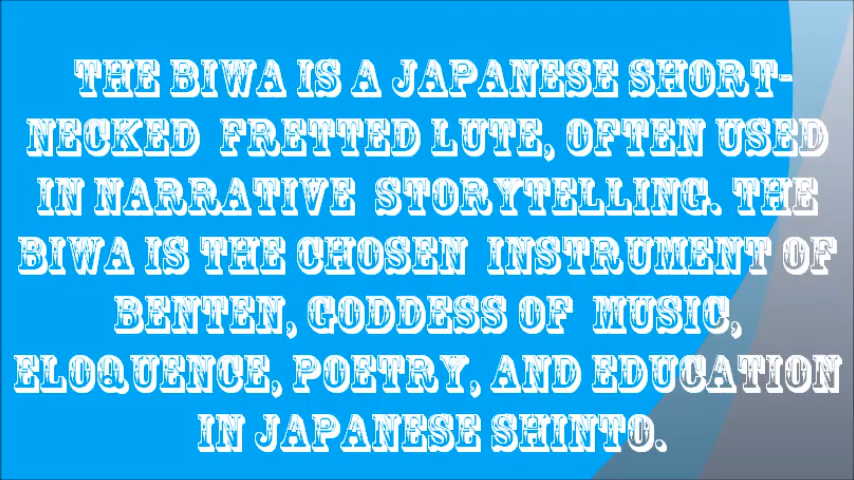 THE BIWA IS A JAPANESE SHORT-
NECKED FRETTED LUTE, OFTEN USED
IN NARRATIVE STORYTELLING. THE
BIWA IS THE CHOSEN INSTRUMENT OF
BENTEN, GODDESS OF MUSIC,
ELOQUENCE, POETRY, AND EDUCATION
IN JAPANESE SHINTO.